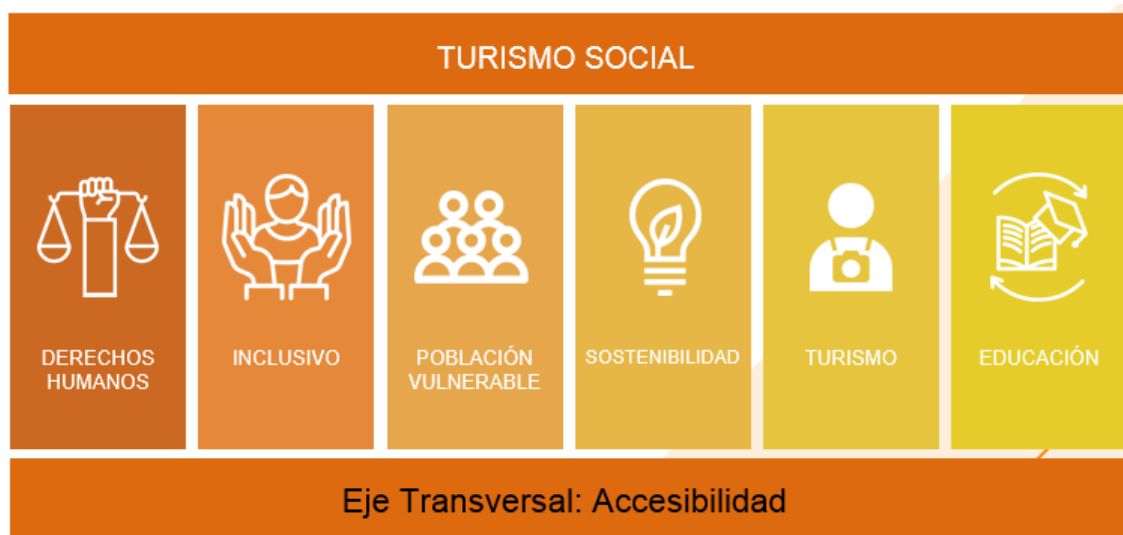 TURISMO SOCIAL
DERECHOS
HUMANOS
INCLUSIVO
POBLACIÓN
VULNERABLE
SOSTENIBILIDAD
TURISMO
EDUCACIÓN
Eje Transversal: Accesibilidad